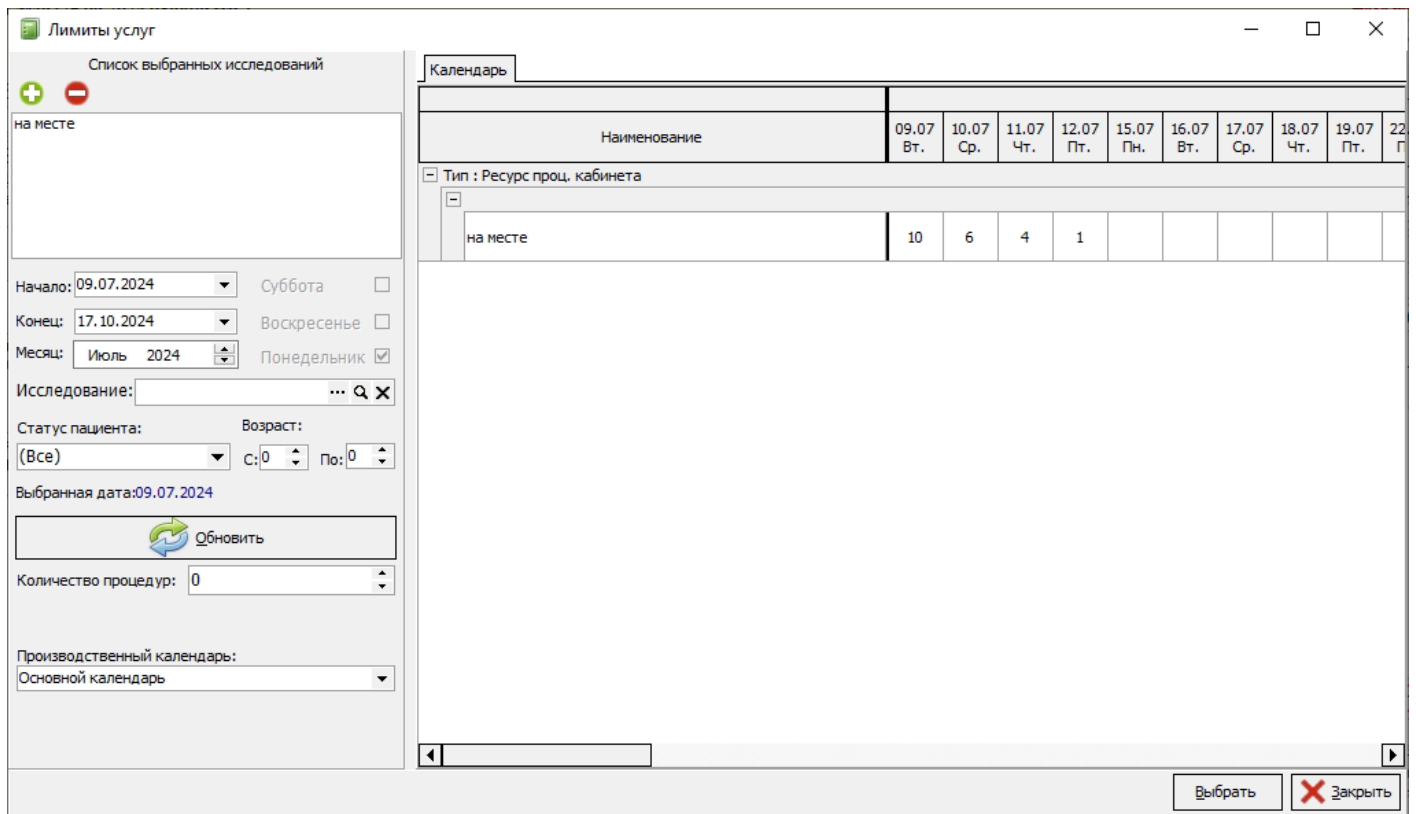 Лимиты услуг
Список выбранных исследований
на месте
Начало: 09.07.2024
Суббота
Конец: 17.10.2024
Воскресенье
Месяц: Июль 2024
Понедельник
Исследование:
Статус пациента:
Возраст:
(Все)
С: 0 По: 0
Выбранная дата:09.07.2024
Обновить
Количество процедур: 0
Производственный календарь:
Основной календарь
Календарь
Наименование
09.07 Вт.
10.07 Ср.
11.07 Чт.
12.07 Пт.
15.07 Пн.
16.07 Вт.
17.07 Ср.
18.07 Чт.
19.07 Пт.
22
Тип : Ресурс проц. кабинета
на месте 10 6 4 1
Выбрать
Закрыть